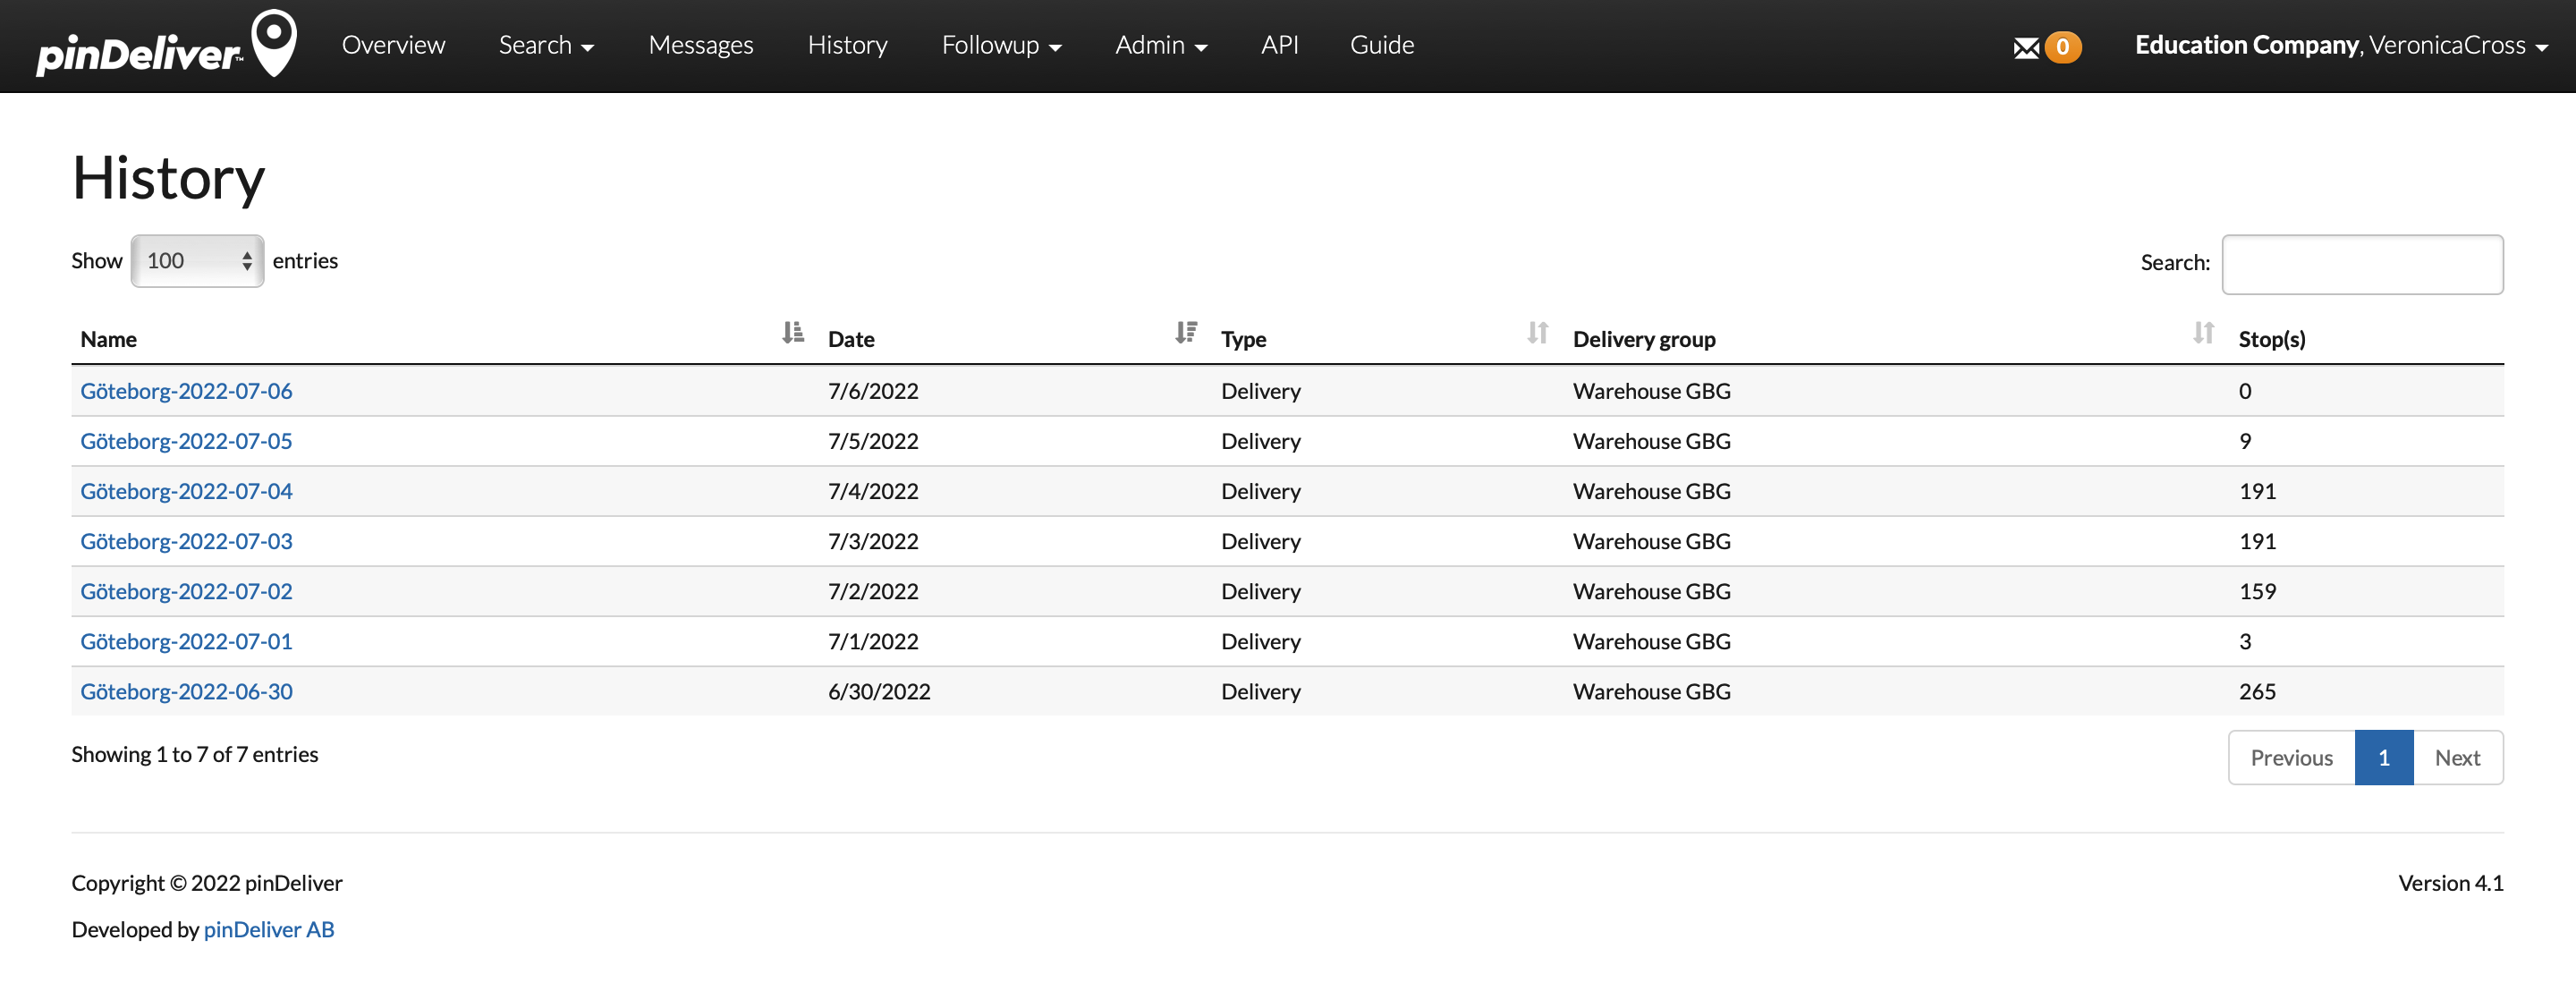 pinDeliver™ Overview Search Messages History Followup Admin API Guide 0 Education Company, VeronicaCross
History
Show 100 entries Search:
Name Date Type Delivery group Stop(s)
Göteborg-2022-07-06 7/6/2022 Delivery Warehouse GBG 0
Göteborg-2022-07-05 7/5/2022 Delivery Warehouse GBG 9
Göteborg-2022-07-04 7/4/2022 Delivery Warehouse GBG 191
Göteborg-2022-07-03 7/3/2022 Delivery Warehouse GBG 191
Göteborg-2022-07-02 7/2/2022 Delivery Warehouse GBG 159
Göteborg-2022-07-01 7/1/2022 Delivery Warehouse GBG 3
Göteborg-2022-06-30 6/30/2022 Delivery Warehouse GBG 265
Showing 1 to 7 of 7 entries Previous 1 Next
Copyright © 2022 pinDeliver Version 4.1
Developed by pinDeliver AB